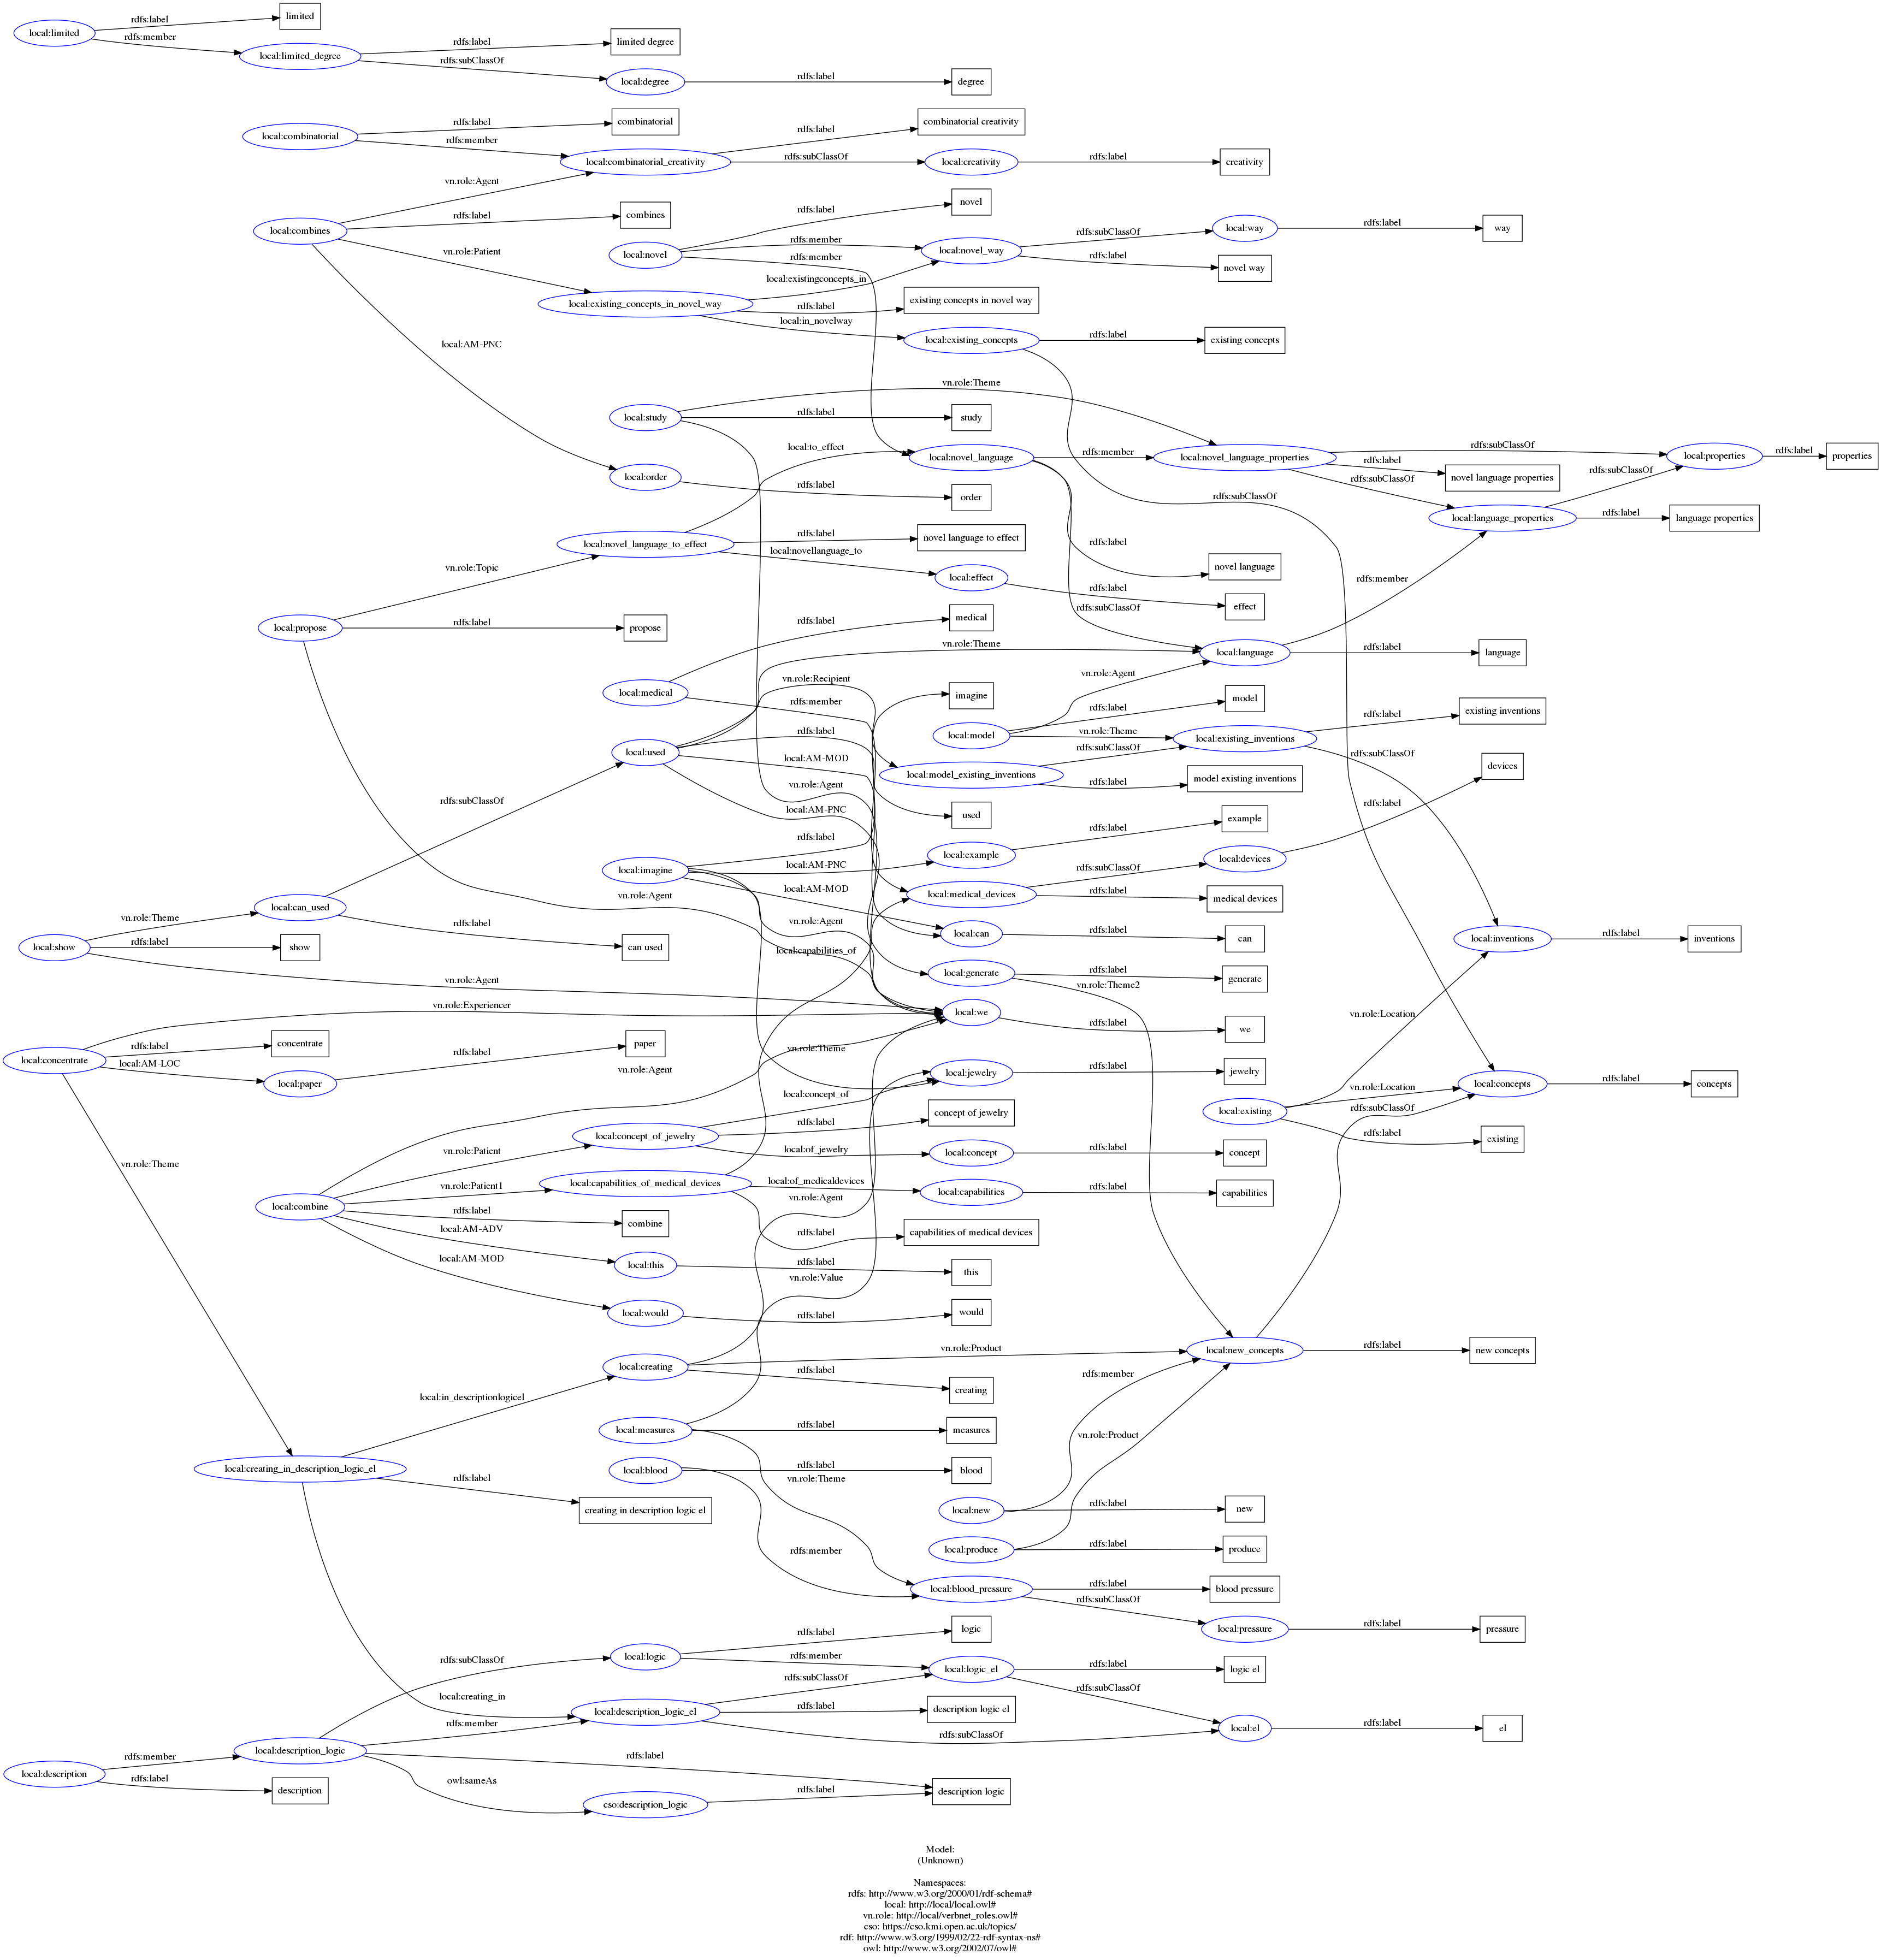 local:limited
rdfs:label
limited
rdfs:member
local:limited_degree
rdfs:label
limited degree
rdfs:subClassOf
local:degree
rdfs:label
degree
local:combinatorial
rdfs:label
combinatorial
rdfs:member
local:combinatorial_creativity
rdfs:label
combinatorial creativity
rdfs:subClassOf
local:creativity
rdfs:label
creativity
local:combines
vn.role:Agent
rdfs:label
combines
vn.role:Patient
local:AM-PNC
local:novel
rdfs:label
novel
rdfs:member
rdfs:member
local:novel_way
rdfs:subClassOf
local:way
rdfs:label
way
rdfs:label
novel way
local:existing_concepts_in_novel_way
local:existingconcepts_in
rdfs:label
existing concepts in novel way
local:in_novelway
local:existing_concepts
rdfs:label
existing concepts
rdfs:subClassOf
local:study
vn.role:Theme
rdfs:label
study
vn.role:Agent
local:order
rdfs:label
order
local:novel_language
rdfs:member
local:novel_language_properties
rdfs:subClassOf
local:properties
rdfs:label
properties
rdfs:label
novel language properties
rdfs:subClassOf
local:language_properties
rdfs:subClassOf
rdfs:label
language properties
rdfs:label
novel language
rdfs:subClassOf
local:novel_language_to_effect
local:to_effect
rdfs:label
novel language to effect
local:novellanguage_to
local:effect
rdfs:label
effect
local:propose
vn.role:Topic
rdfs:label
propose
vn.role:Agent
local:medical
rdfs:label
medical
rdfs:member
local:language
rdfs:member
rdfs:label
language
local:used
vn.role:Theme
vn.role:Recipient
rdfs:label
used
local:AM-MOD
local:AM-PNC
local:model
vn.role:Agent
rdfs:label
model
vn.role:Theme
local:existing_inventions
rdfs:label
existing inventions
rdfs:subClassOf
local:model_existing_inventions
rdfs:subClassOf
rdfs:label
model existing inventions
local:imagine
rdfs:label
imagine
local:AM-PNC
local:AM-MOD
vn.role:Agent
vn.role:Theme
local:example
rdfs:label
example
local:medical_devices
rdfs:subClassOf
local:devices
rdfs:label
devices
rdfs:label
medical devices
local:can
rdfs:label
can
local:generate
rdfs:label
generate
vn.role:Theme2
local:show
vn.role:Theme
local:can_used
rdfs:subClassOf
rdfs:label
can used
rdfs:label
show
vn.role:Agent
local:we
rdfs:label
we
local:inventions
rdfs:label
inventions
local:concentrate
vn.role:Experiencer
rdfs:label
concentrate
local:AM-LOC
local:paper
rdfs:label
paper
vn.role:Theme
local:jewelry
rdfs:label
jewelry
local:existing
vn.role:Location
vn.role:Location
rdfs:label
existing
local:concepts
rdfs:label
concepts
local:combine
vn.role:Agent
vn.role:Patient
vn.role:Patient1
rdfs:label
combine
local:AM-ADV
local:AM-MOD
local:concept_of_jewelry
local:concept_of
rdfs:label
concept of jewelry
local:of_jewelry
local:concept
rdfs:label
concept
local:capabilities_of_medical_devices
local:capabilities_of
local:of_medicaldevices
local:capabilities
rdfs:label
capabilities
rdfs:label
capabilities of medical devices
local:this
rdfs:label
this
local:would
rdfs:label
would
local:creating
vn.role:Agent
vn.role:Product
rdfs:label
creating
local:new_concepts
rdfs:subClassOf
rdfs:label
new concepts
local:measures
vn.role:Value
rdfs:label
measures
vn.role:Theme
local:creating_in_description_logic_el
local:in_descriptionlogicel
rdfs:label
creating in description logic el
local:creating_in
local:blood
rdfs:label
blood
rdfs:member
local:new
rdfs:member
rdfs:label
new
local:produce
vn.role:Product
rdfs:label
produce
local:blood_pressure
rdfs:label
blood pressure
rdfs:subClassOf
local:pressure
rdfs:label
pressure
local:logic
rdfs:label
logic
rdfs:member
local:logic_el
rdfs:label
logic el
rdfs:subClassOf
local:el
rdfs:label
el
local:description_logic_el
rdfs:subClassOf
rdfs:label
description logic el
rdfs:subClassOf
local:description
rdfs:member
rdfs:label
description
local:description_logic
rdfs:subClassOf
rdfs:member
rdfs:label
description logic
owl:sameAs
cso:description_logic
rdfs:label
Model:
(Unknown)
Namespaces:
rdfs: http://www.w3.org/2000/01/rdf-schema#
local: http://local/local.owl#
vn.role: http://local/verbnet_roles.owl#
cso: https://cso.kmi.open.ac.uk/topics/
rdf: http://www.w3.org/1999/02/22-rdf-syntax-ns#
owl: http://www.w3.org/2002/07/owl#